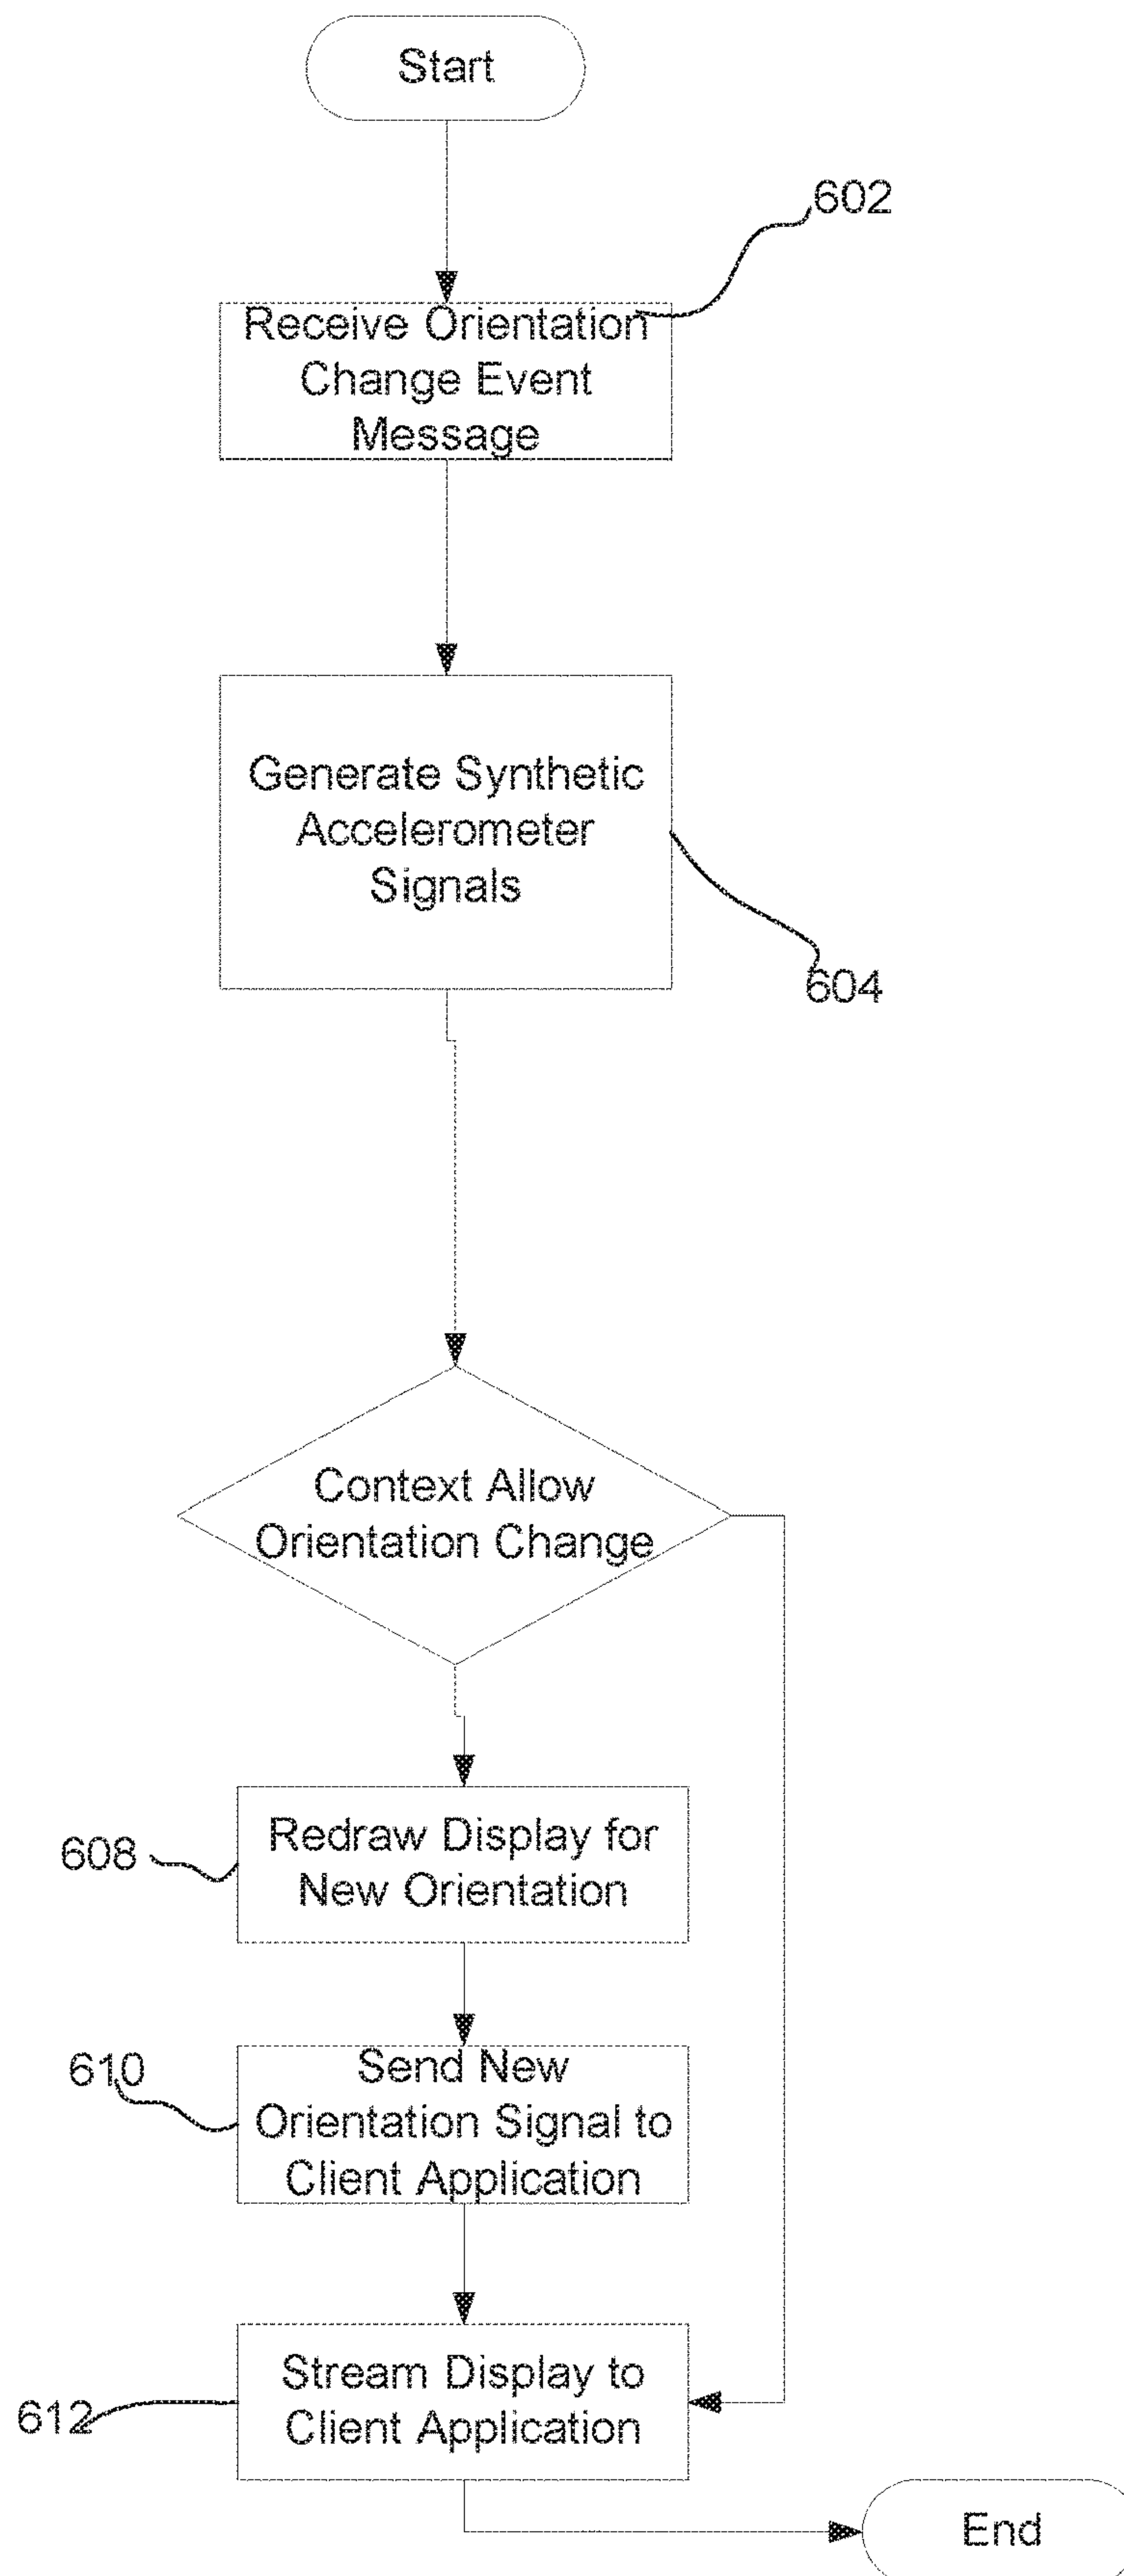 Start
602
Receive Orientation
Change Event
Message
Generate Synthetic
Accelerometer
Signals
604
Context Allow
Orientation Change
608
Redraw Display for
New Orientation
610
Send New
Orientation Signal to
Client Application
612
Stream Display to
Client Application
End